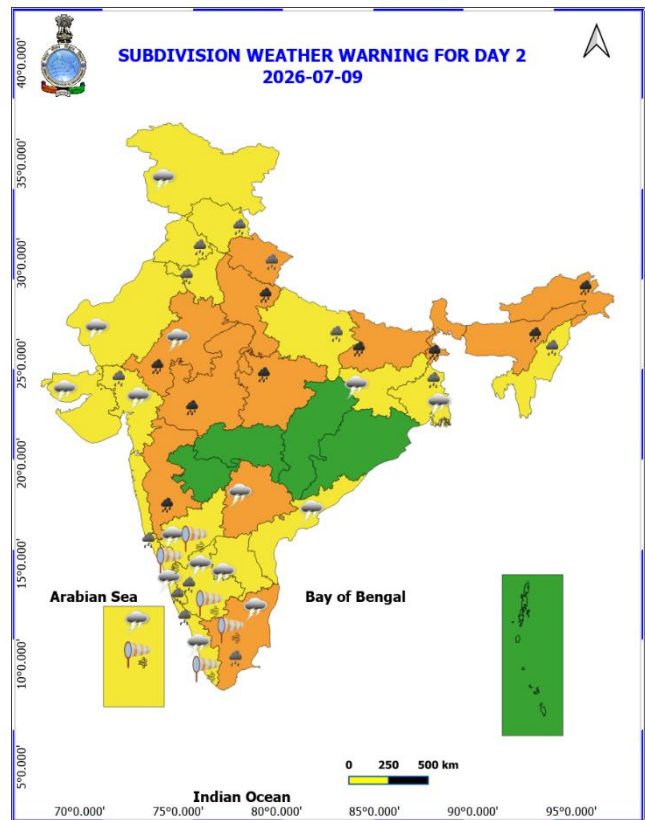 SUBDIVISION WEATHER WARNING FOR DAY 2
2026-07-09
40°0.000'
35°0.000'
30°0.000'
25°0.000'
20°0.000'
15°0.000'
10°0.000'
5°0.000'
Arabian Sea
Bay of Bengal
0 250 500 km
Indian Ocean
70°0.000' 75°0.000' 80°0.000' 85°0.000' 90°0.000' 95°0.000'